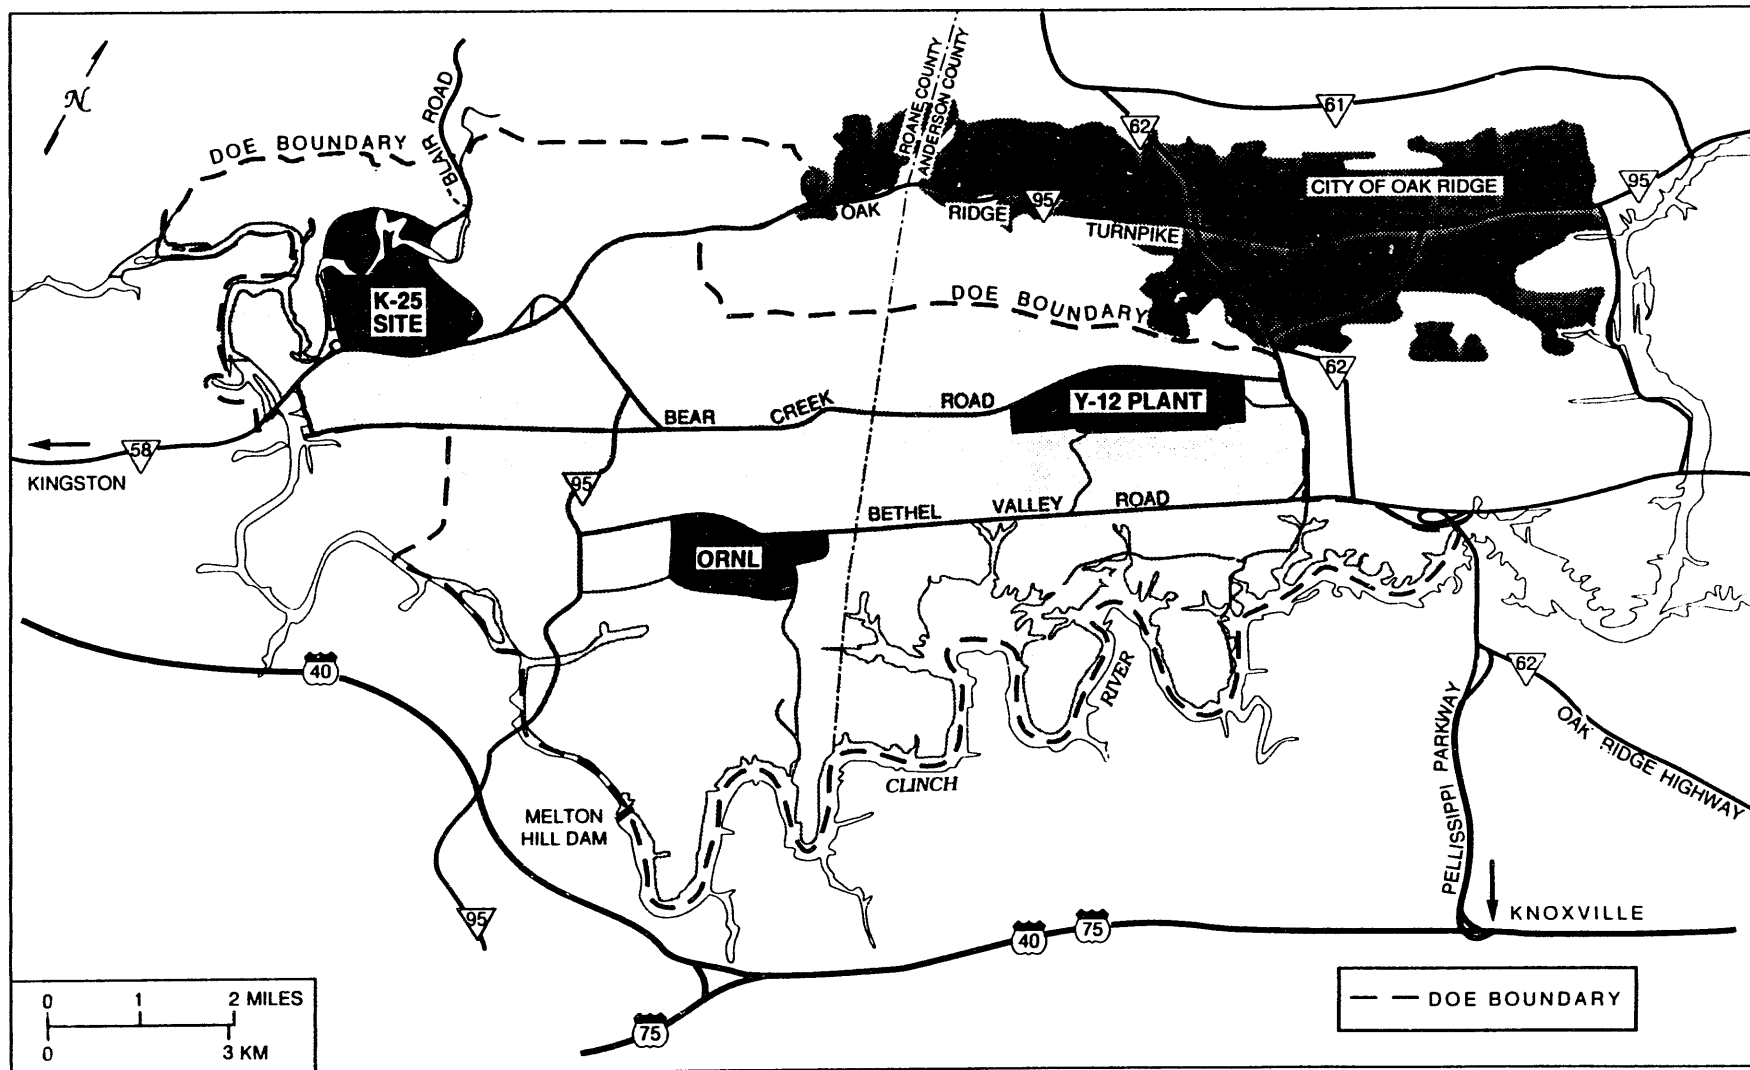 N
DOE BOUNDARY
BLAIR ROAD
ROANE COUNTY
ANDERSON COUNTY
62
61
CITY OF OAK RIDGE
95
OAK RIDGE TURNPIKE
95
K-25
SITE
DOE BOUNDARY
62
Y-12 PLANT
BEAR CREEK ROAD
58
KINGSTON
95
BETHEL VALLEY ROAD
ORNL
40
RIVER
CLINCH
62
OAK RIDGE HIGHWAY
PELLISSIPPI PARKWAY
MELTON
HILL DAM
95
40
75
KNOXVILLE
75
0 1 2 MILES
0 3 KM
DOE BOUNDARY